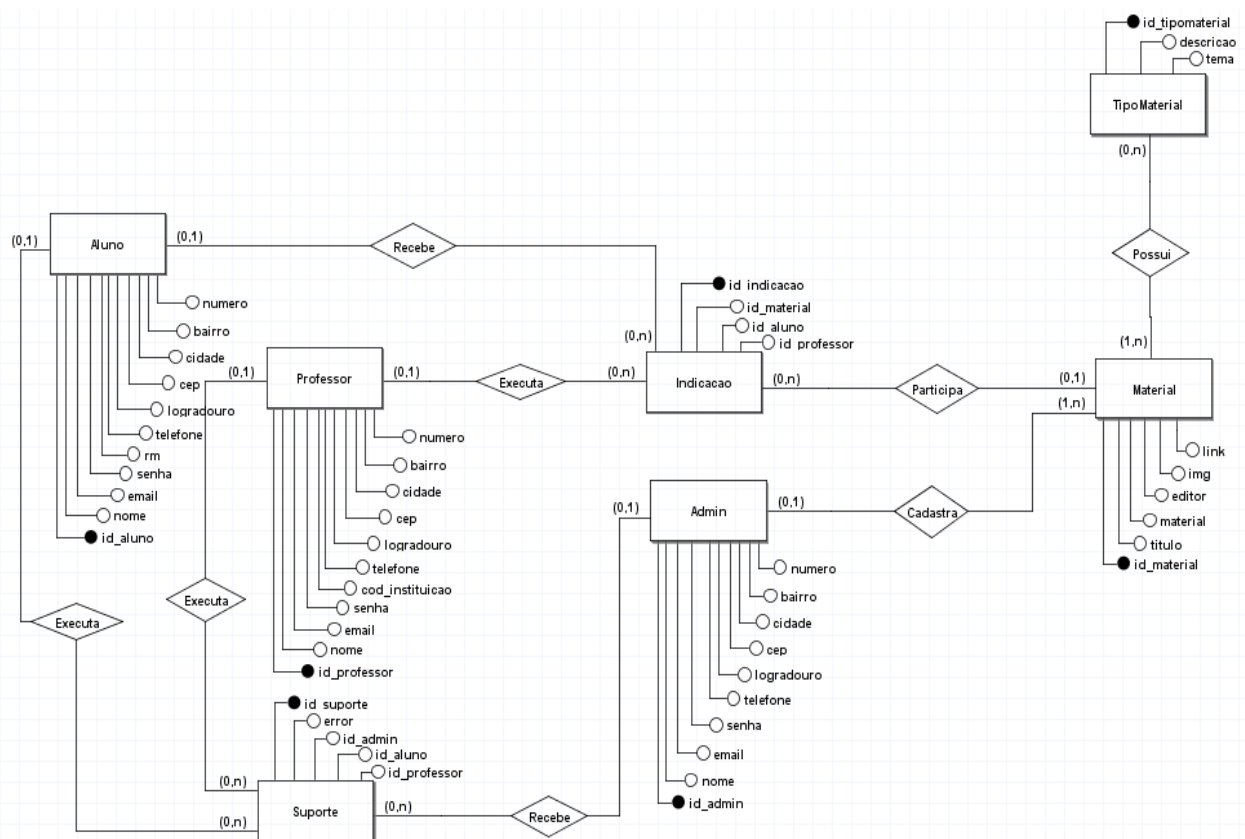 id_tipomaterial
descricao
tema
TipoMaterial
(0,n)
Possui
(1,n)
(0,1)
Aluno
(0,1)
Recebe
(0,n)
numero
bairro
cidade
cep
logradouro
telefone
rm
senha
email
nome
id_aluno
id_indicacao
id_material
id_aluno
id_professor
Indicacao
(0,1)
Professor
(0,1)
Executa
(0,n)
(0,n)
Participa
(0,1)
Material
(1,n)
link
img
editor
material
titulo
id_material
numero
bairro
cidade
cep
logradouro
telefone
cod_instituicao
senha
email
nome
id_professor
(0,1)
Admin
(0,1)
Cadastra
numero
bairro
cidade
cep
logradouro
telefone
senha
email
nome
id_admin
Executa
Executa
id_suporte
error
id_admin
id_aluno
id_professor
(0,n)
(0,n)
Suporte
(0,n)
Recebe